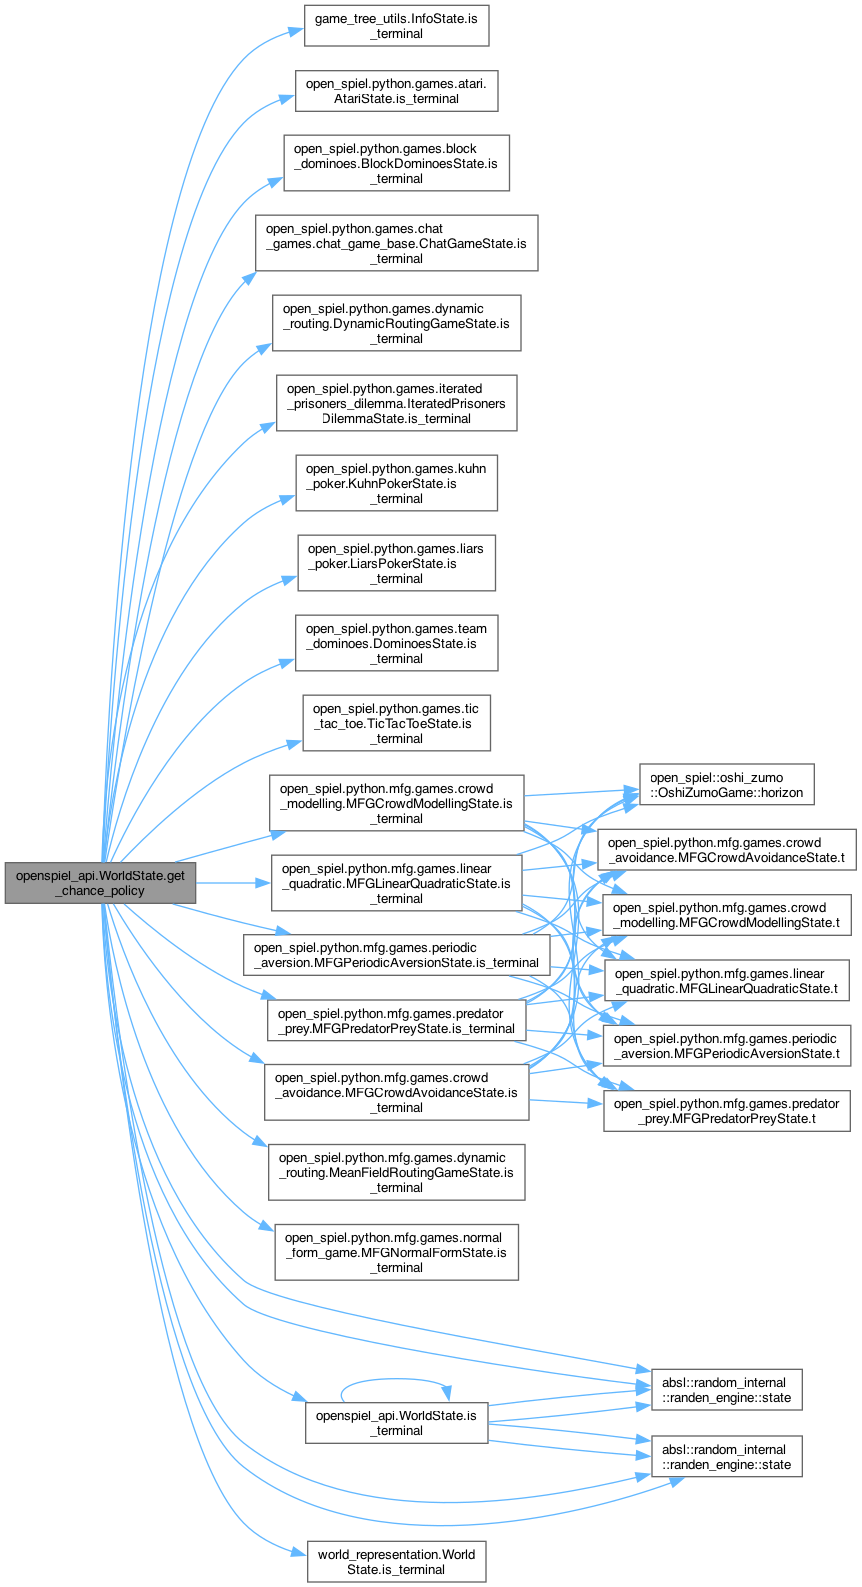 game_tree_utils.InfoState.is
_terminal
open_spiel.python.games.atari.
AtariState.is_terminal
open_spiel.python.games.block
_dominoes.BlockDominoesState.is
_terminal
open_spiel.python.games.chat
_games.chat_game_base.ChatGameState.is
_terminal
open_spiel.python.games.dynamic
_routing.DynamicRoutingGameState.is
_terminal
open_spiel.python.games.iterated
_prisoners_dilemma.IteratedPrisoners
DilemmaState.is_terminal
open_spiel.python.games.kuhn
_poker.KuhnPokerState.is
_terminal
open_spiel.python.games.liars
_poker.LiarsPokerState.is
_terminal
open_spiel.python.games.team
_dominoes.DominoesState.is
_terminal
open_spiel.python.games.tic
_tac_toe.TicTacToeState.is
_terminal
open_spiel.python.mfg.games.crowd
_modelling.MFGCrowdModellingState.is
_terminal
open_spiel.python.mfg.games.linear
_quadratic.MFGLinearQuadraticState.is
_terminal
openspiel_api.WorldState.get
_chance_policy
open_spiel.python.mfg.games.periodic
_aversion.MFGPeriodicAversionState.is_terminal
open_spiel.python.mfg.games.predator
_prey.MFGPredatorPreyState.is_terminal
open_spiel.python.mfg.games.crowd
_avoidance.MFGCrowdAvoidanceState.is
_terminal
open_spiel.python.mfg.games.dynamic
_routing.MeanFieldRoutingGameState.is
_terminal
open_spiel.python.mfg.games.normal
_form_game.MFGNormalFormState.is
_terminal
openspiel_api.WorldState.is
_terminal
world_representation.World
State.is_terminal
open_spiel::oshi_zumo
::OshiZumoGame::horizon
open_spiel.python.mfg.games.crowd
_avoidance.MFGCrowdAvoidanceState.t
open_spiel.python.mfg.games.crowd
_modelling.MFGCrowdModellingState.t
open_spiel.python.mfg.games.linear
_quadratic.MFGLinearQuadraticState.t
open_spiel.python.mfg.games.periodic
_aversion.MFGPeriodicAversionState.t
open_spiel.python.mfg.games.predator
_prey.MFGPredatorPreyState.t
absl::random_internal
::randen_engine::state
absl::random_internal
::randen_engine::state